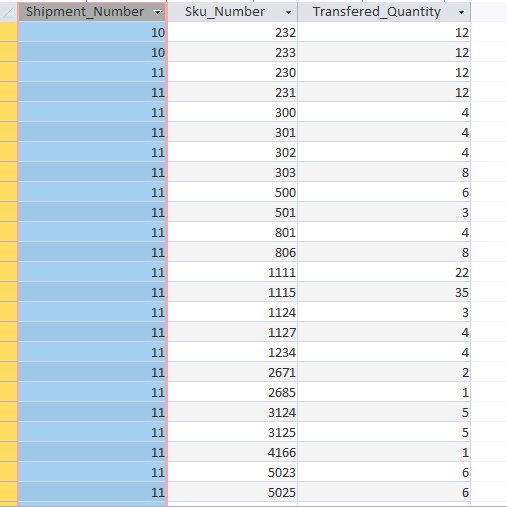 Shipment_Number Sku_Number Transfered_Quantity
10 232 12
10 233 12
11 230 12
11 231 12
11 300 4
11 301 4
11 302 4
11 303 8
11 500 6
11 501 3
11 801 4
11 806 8
11 1111 22
11 1115 35
11 1124 3
11 1127 4
11 1234 4
11 2671 2
11 2685 1
11 3124 5
11 3125 5
11 4166 1
11 5023 6
11 5025 6